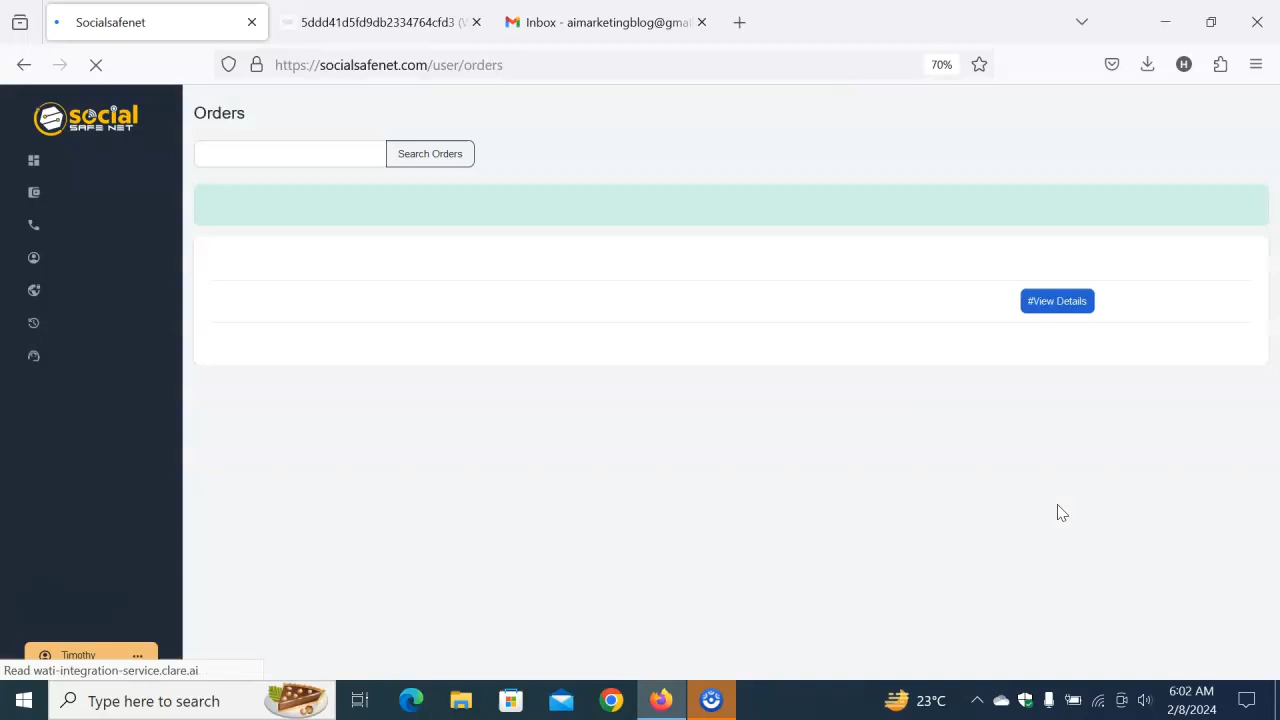 Socialsafenet
5ddd41d5fd9db2334764cfd3 (
Inbox - aimarketingblog@gmai
https://socialsafenet.com/user/orders
70%
H
social
SAFE NET
Orders
Search Orders
#View Details
Timothy
Read wati-integration-service.clare.ai
Type here to search
23°C
6:02 AM
2/8/2024